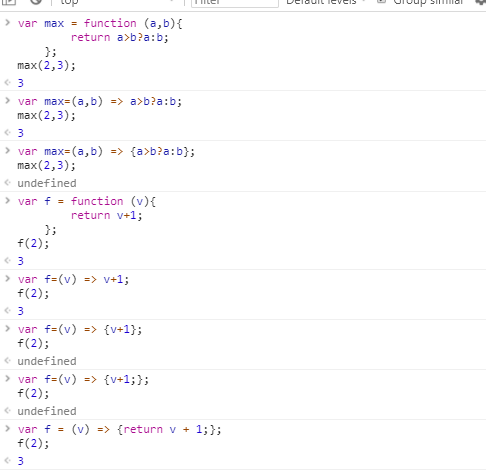 top Filter Default levels Group similar
> var max = function (a,b){
return a>b?a:b;
};
max(2,3);
< 3
> var max=(a,b) => a>b?a:b;
max(2,3);
< 3
> var max=(a,b) => {a>b?a:b};
max(2,3);
< undefined
> var f = function (v){
return v+1;
};
f(2);
< 3
> var f=(v) => v+1;
f(2);
< 3
> var f=(v) => {v+1};
f(2);
< undefined
> var f=(v) => {v+1;};
f(2);
< undefined
> var f = (v) => {return v + 1;};
f(2);
< 3